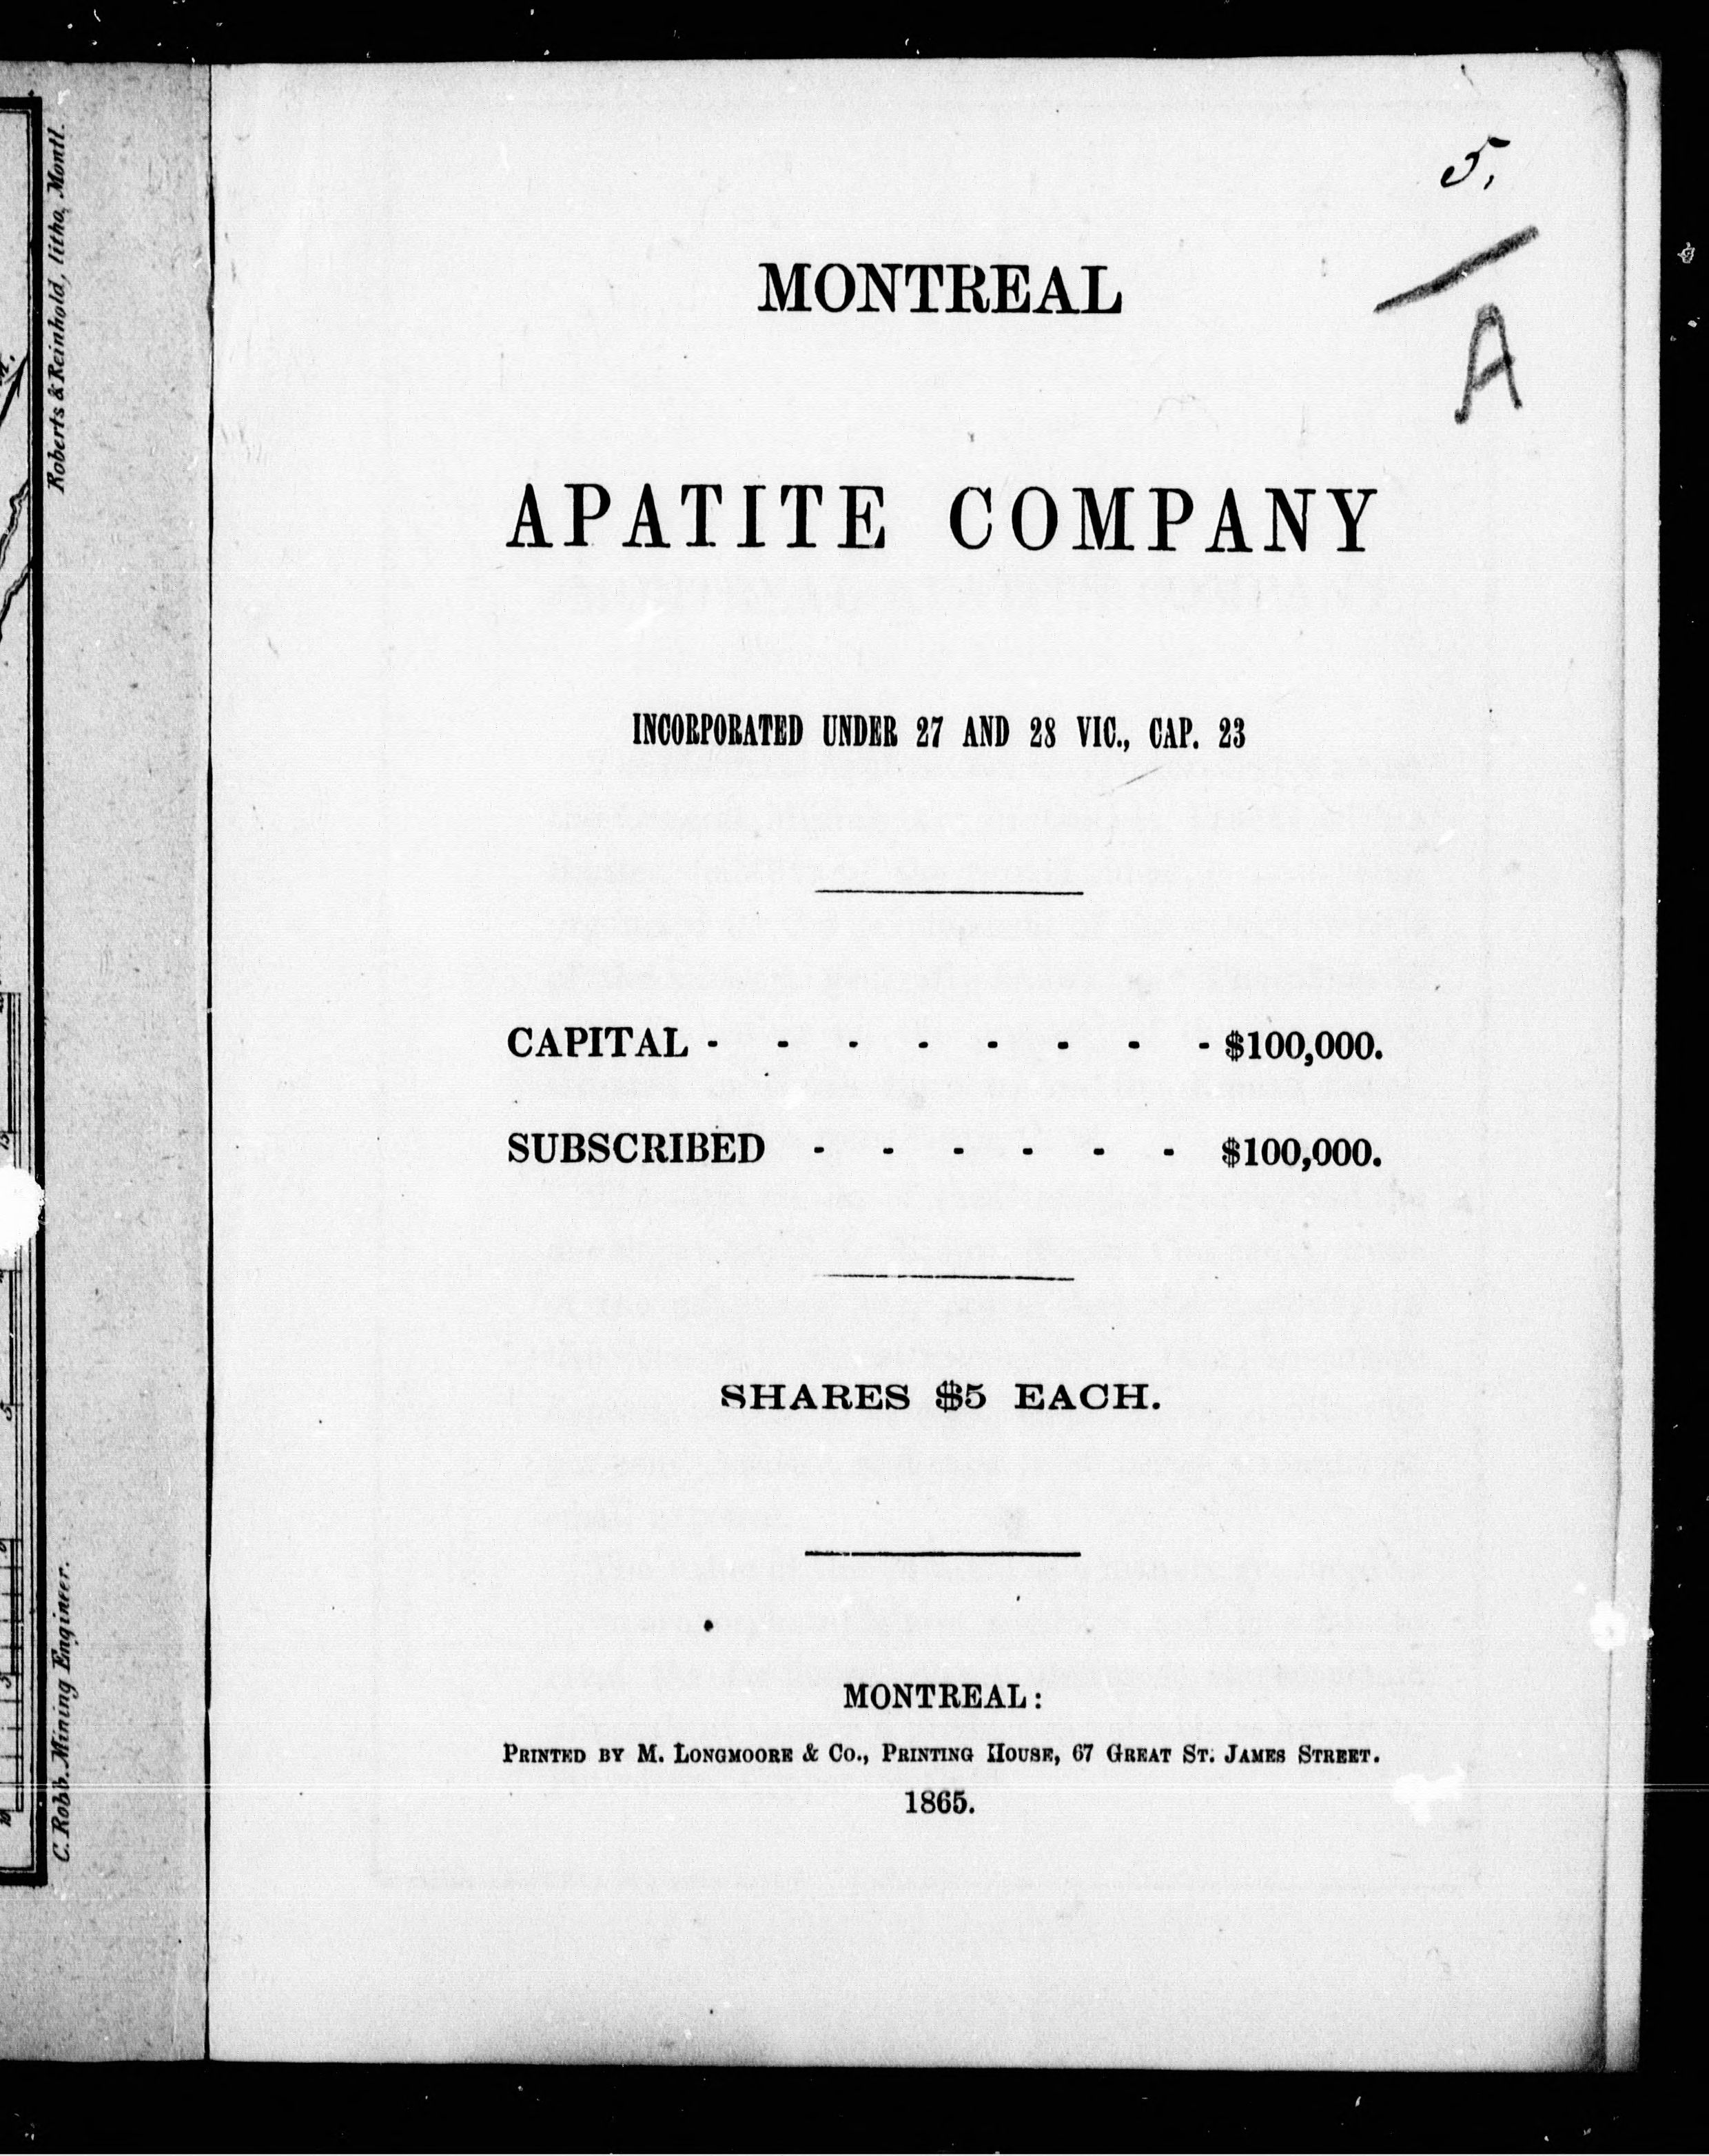 Roberts & Reinhold, litho, Montl.
C. Robb. Mining Engineer.
5,
A
MONTREAL
APATITE COMPANY
INCORPORATED UNDER 27 AND 28 VIC., CAP. 23
CAPITAL - - - - - - - - $100,000.
SUBSCRIBED - - - - - - $100,000.
SHARES $5 EACH.
MONTREAL:
PRINTED BY M. LONGMOORE & CO., PRINTING HOUSE, 67 GREAT ST. JAMES STREET.
1865.